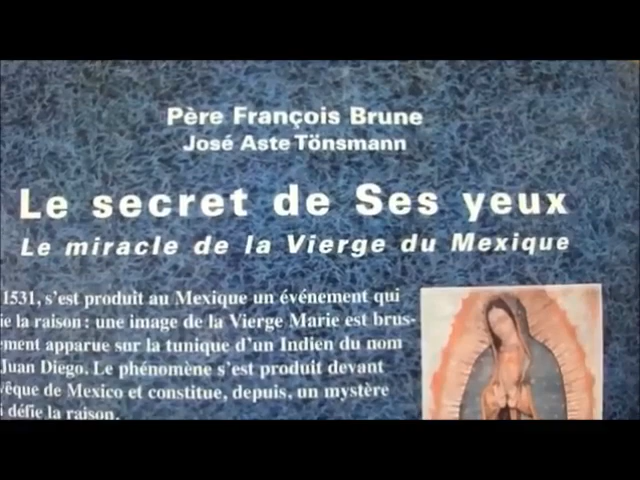 Père François Brune
José Aste Tönsmann
Le secret de Ses yeux
Le miracle de la Vierge du Mexique
1531, s'est produit au Mexique un événement qui
ie la raison : une image de la Vierge Marie est brus-
ement apparue sur la tunique d'un Indien du nom
Juan Diego. Le phénomène s'est produit devant
êque de Mexico et constitue, depuis, un mystère
i défie la raison.